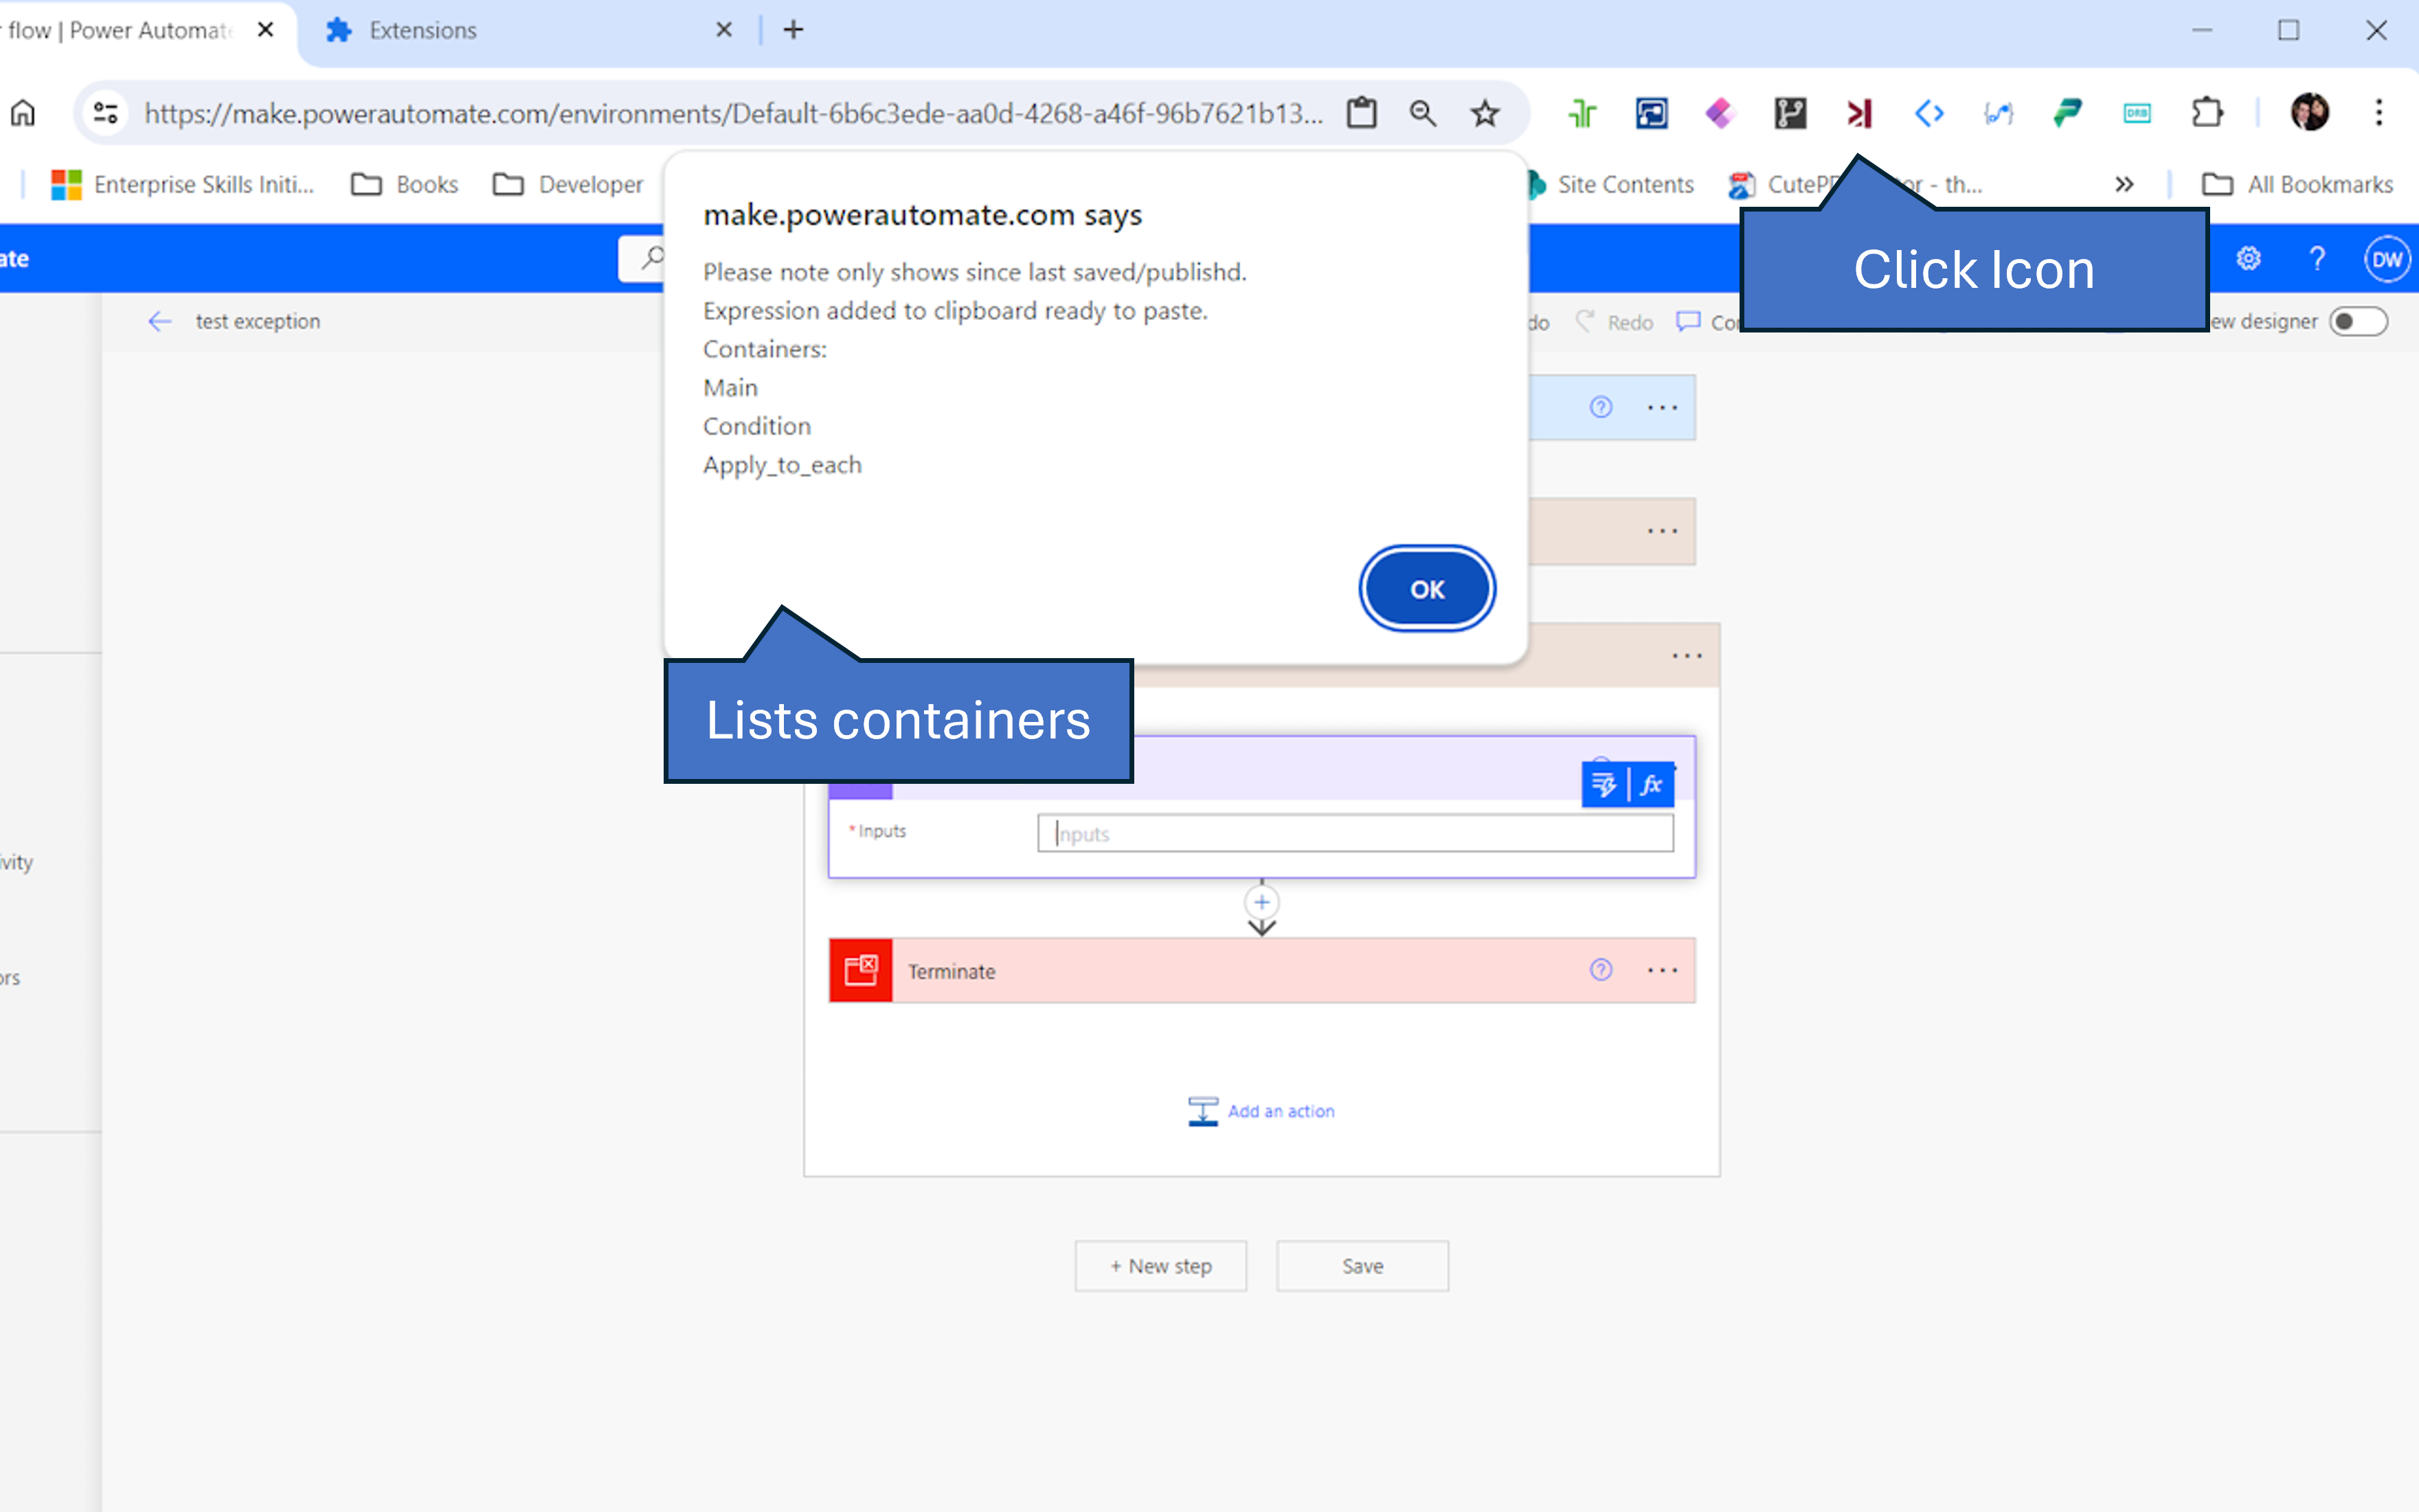 flow | Power Automate
Extensions
https://make.powerautomate.com/environments/Default-6b6c3ede-aa0d-4268-a46f-96b7621b13...
DRB
Enterprise Skills Initi...
Books
Developer
Site Contents
CutePD
or - th...
All Bookmarks
make.powerautomate.com says
Please note only shows since last saved/publishd.
Expression added to clipboard ready to paste.
Containers:
Main
Condition
Apply_to_each
OK
Click Icon
ate
?
DW
test exception
do
Redo
Co
ew designer
Lists containers
fx
* Inputs
Inputs
ivity
Terminate
ors
Add an action
+ New step
Save